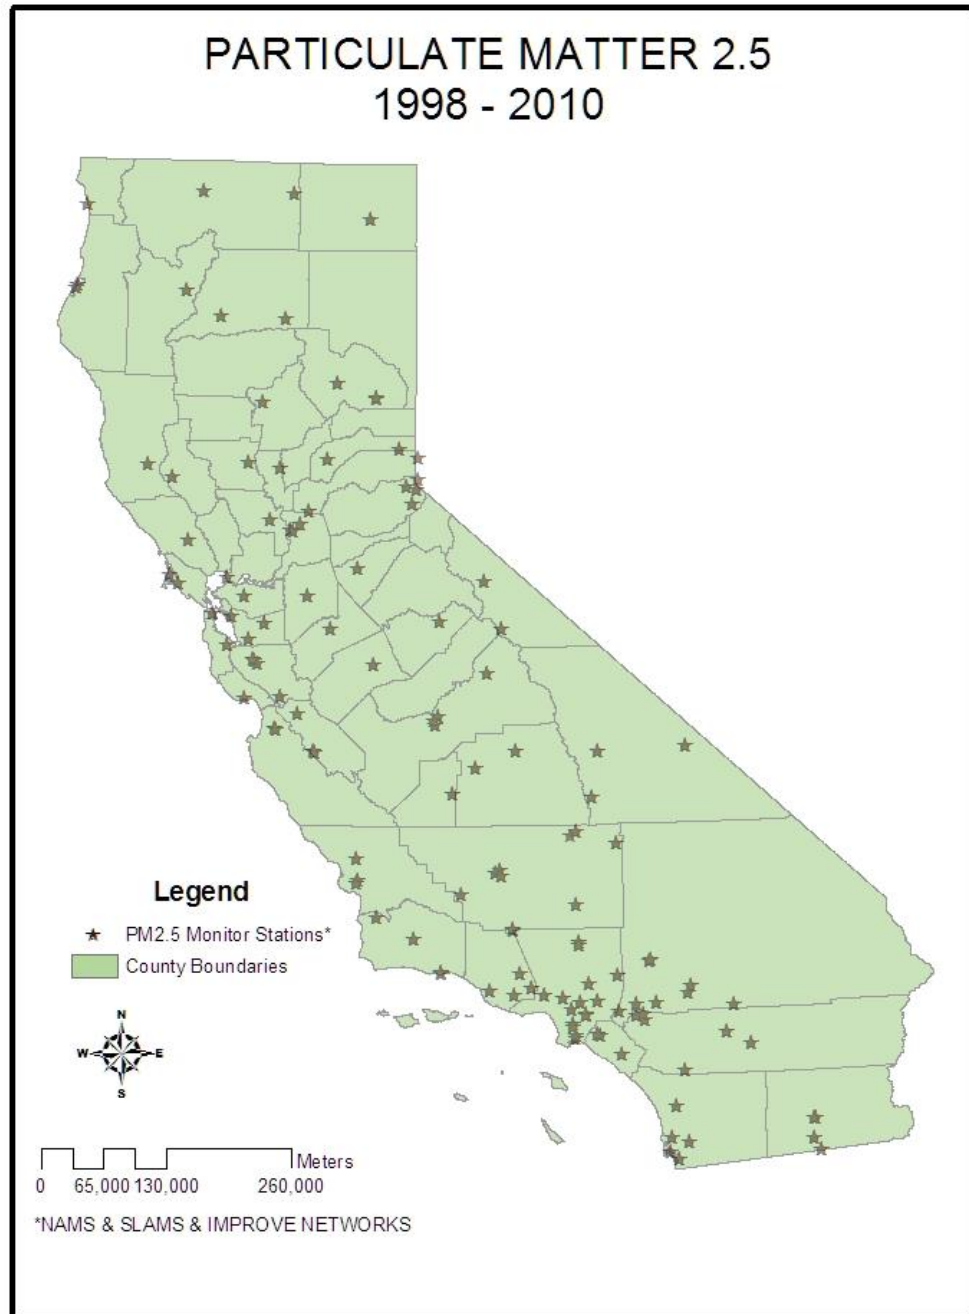 PARTICULATE MATTER 2.5
1998 - 2010
Legend
PM2.5 Monitor Stations*
County Boundaries
N
W E
S
Meters
0 65,000 130,000 260,000
*NAMS & SLAMS & IMPROVE NETWORKS